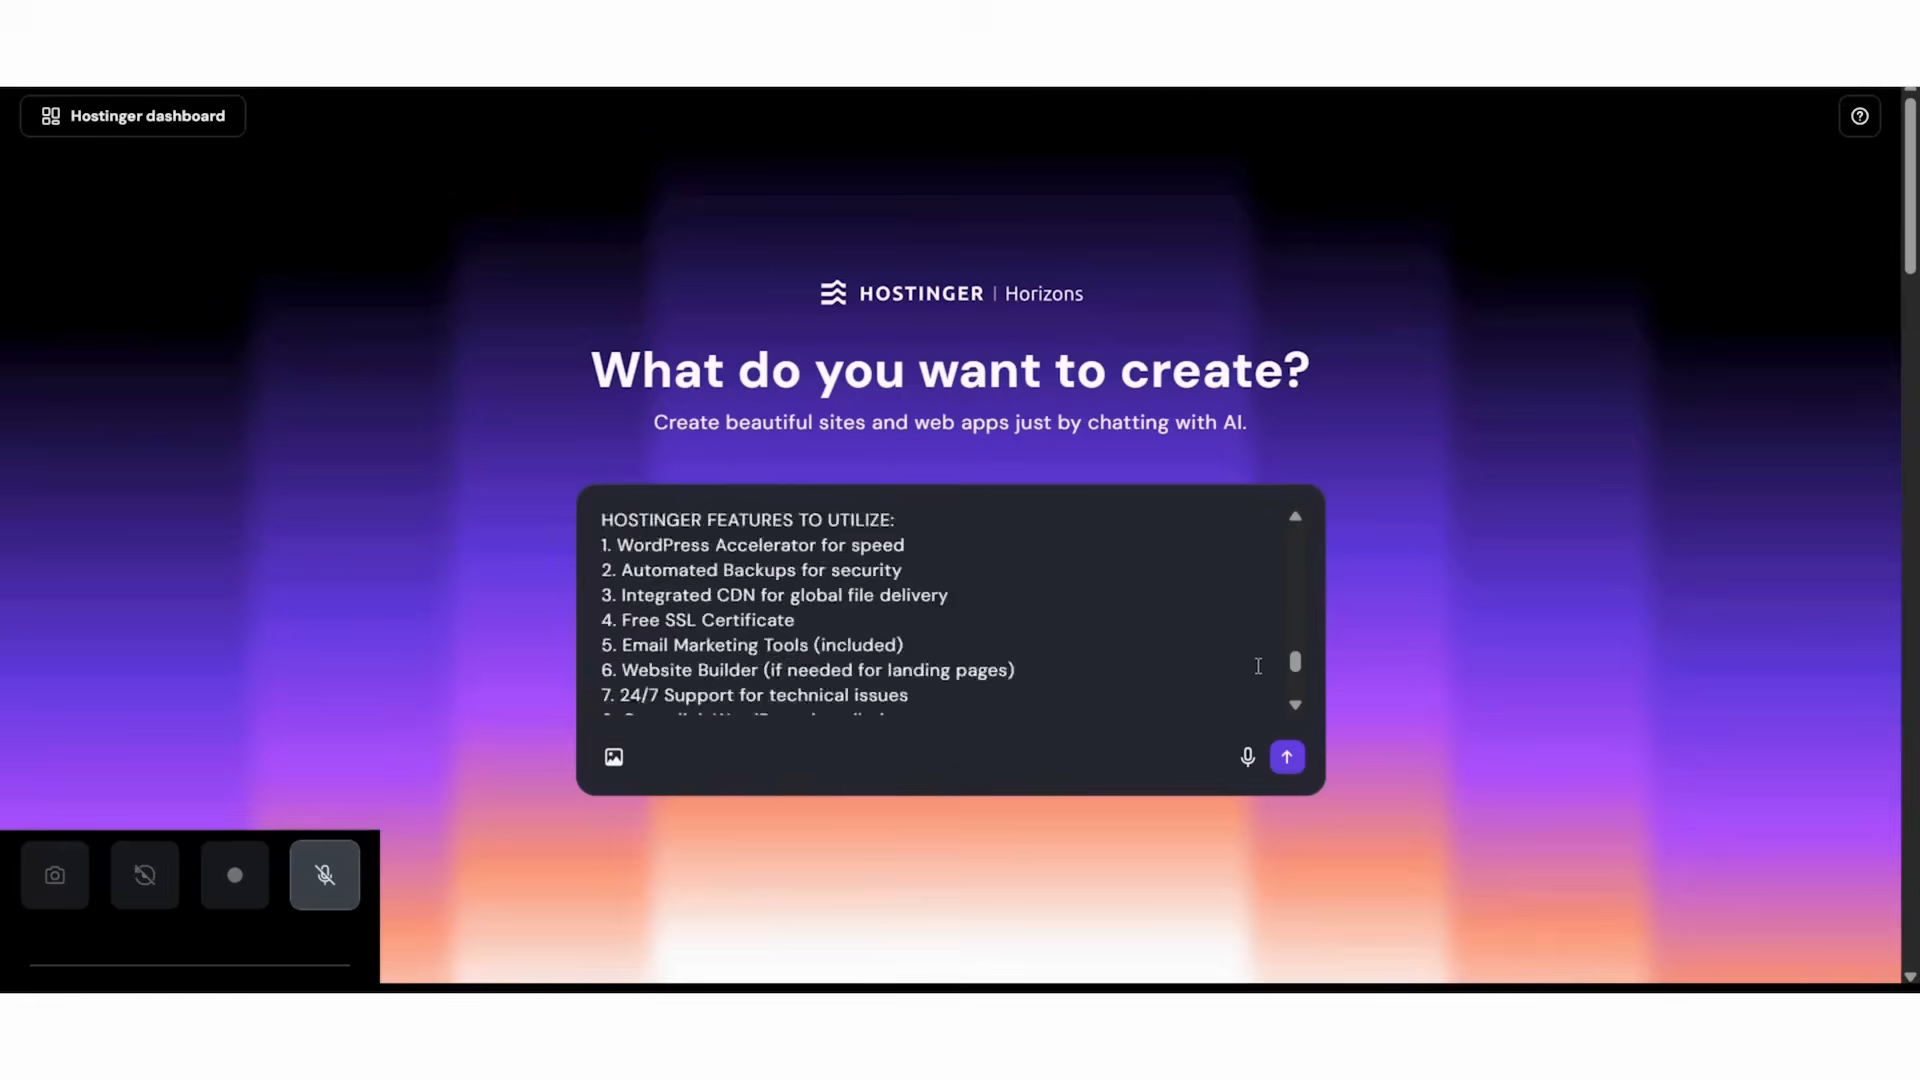 Hostinger dashboard
HOSTINGER | Horizons
What do you want to create?
Create beautiful sites and web apps just by chatting with AI.
HOSTINGER FEATURES TO UTILIZE:
1. WordPress Accelerator for speed
2. Automated Backups for security
3. Integrated CDN for global file delivery
4. Free SSL Certificate
5. Email Marketing Tools (included)
6. Website Builder (if needed for landing pages)
7. 24/7 Support for technical issues